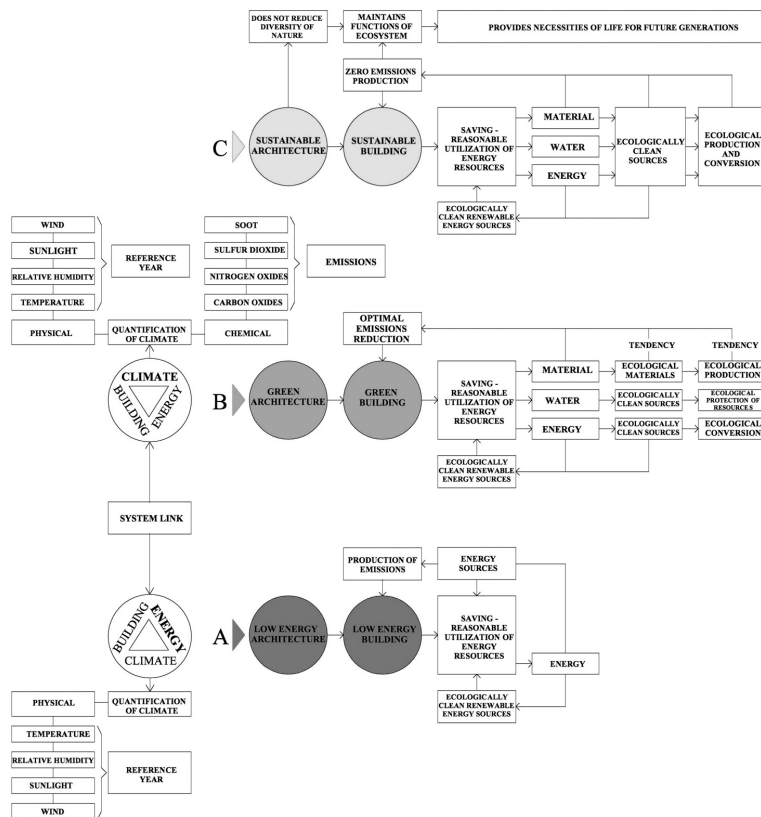 DOES NOT REDUCE
DIVERSITY OF
NATURE
MAINTAINS
FUNCTIONS OF
ECOSYSTEM
PROVIDES NECESSITIES OF LIFE FOR FUTURE GENERATIONS
ZERO EMISSIONS
PRODUCTION
C
SUSTAINABLE
ARCHITECTURE
SUSTAINABLE
BUILDING
SAVING -
REASONABLE
UTILIZATION OF
ENERGY
RESOURCES
MATERIAL
WATER
ENERGY
ECOLOGICALLY
CLEAN
SOURCES
ECOLOGICAL
PRODUCTION
AND
CONVERSION
ECOLOGICALLY
CLEAN RENEWABLE
ENERGY SOURCES
WIND
SUNLIGHT
RELATIVE HUMIDITY
TEMPERATURE
PHYSICAL
REFERENCE
YEAR
QUANTIFICATION
OF CLIMATE
SOOT
SULFUR DIOXIDE
NITROGEN OXIDES
CARBON OXIDES
CHEMICAL
EMISSIONS
CLIMATE
BUILDING
ENERGY
OPTIMAL
EMISSIONS
REDUCTION
B
GREEN
ARCHITECTURE
GREEN
BUILDING
SAVING -
REASONABLE
UTILIZATION OF
ENERGY
RESOURCES
MATERIAL
WATER
ENERGY
TENDENCY
ECOLOGICAL
MATERIALS
ECOLOGICALLY
CLEAN SOURCES
ECOLOGICALLY
CLEAN SOURCES
TENDENCY
ECOLOGICAL
PRODUCTION
ECOLOGICAL
PROTECTION OF
RESOURCES
ECOLOGICAL
CONVERSION
ECOLOGICALLY
CLEAN RENEWABLE
ENERGY SOURCES
SYSTEM LINK
BUILDING
ENERGY
CLIMATE
PRODUCTION OF
EMISSIONS
ENERGY
SOURCES
A
LOW ENERGY
ARCHITECTURE
LOW ENERGY
BUILDING
SAVING -
REASONABLE
UTILIZATION OF
ENERGY
RESOURCES
ENERGY
ECOLOGICALLY
CLEAN RENEWABLE
ENERGY SOURCES
PHYSICAL
QUANTIFICATION
OF CLIMATE
TEMPERATURE
RELATIVE HUMIDITY
SUNLIGHT
WIND
REFERENCE
YEAR